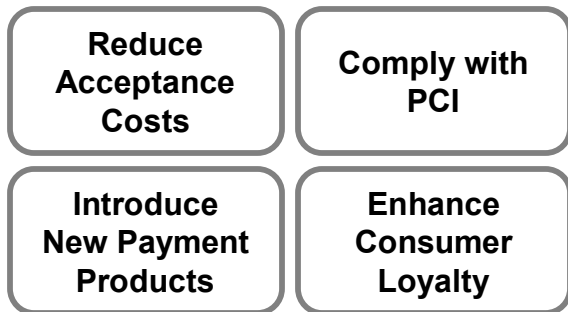 Reduce
Acceptance
Costs
Comply with
PCI
Introduce
New Payment
Products
Enhance
Consumer
Loyalty